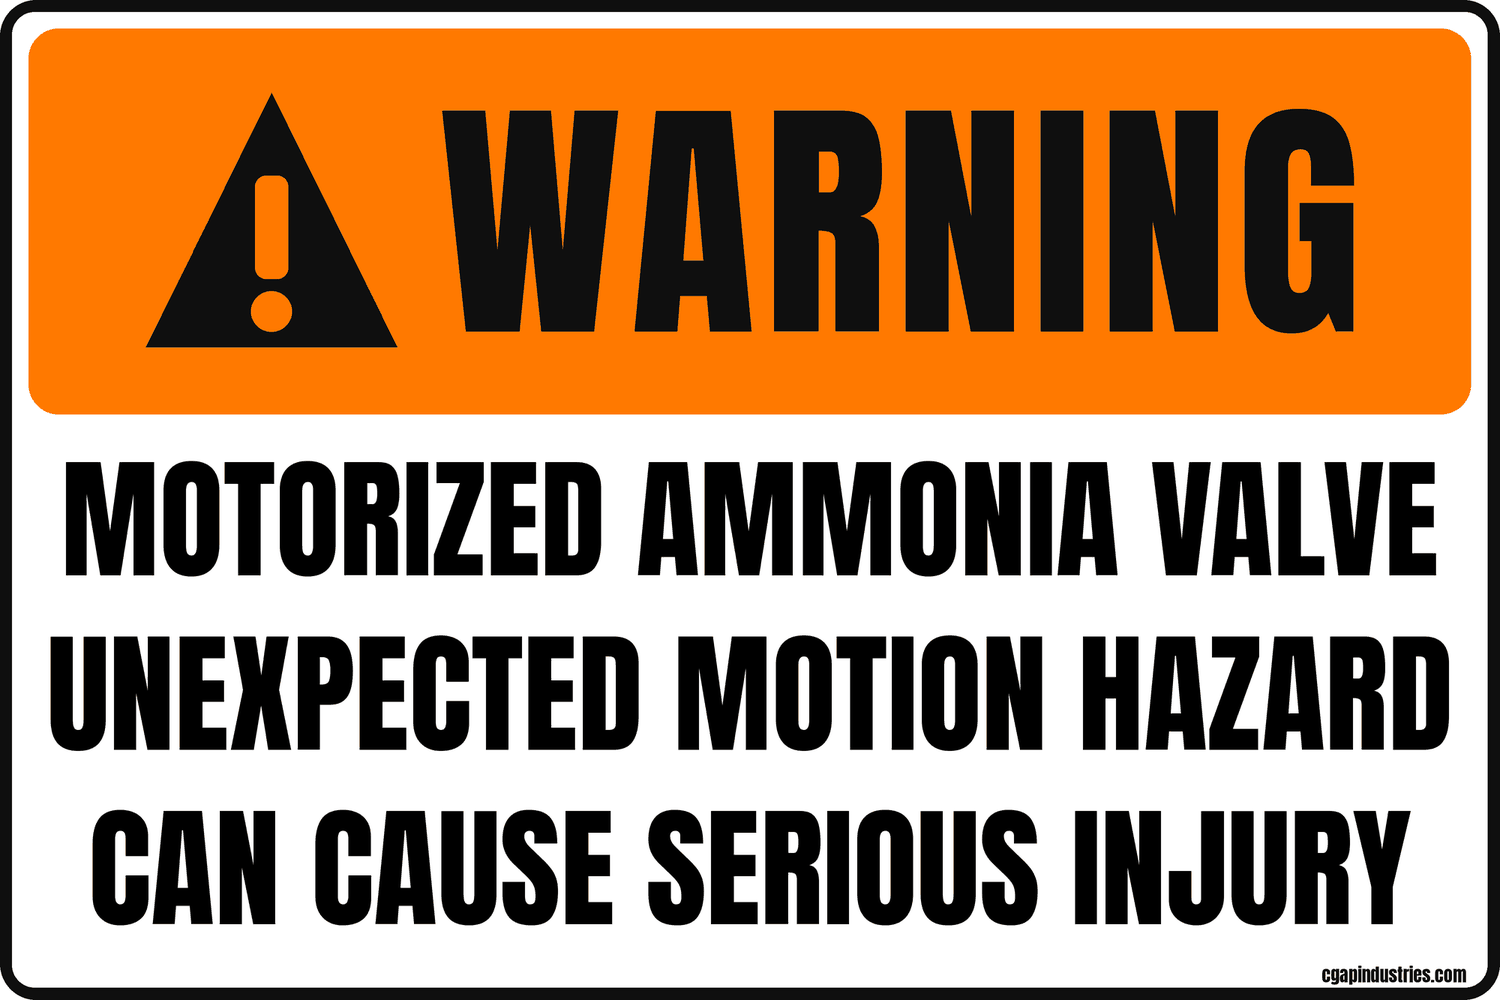 WARNING
MOTORIZED AMMONIA VALVE
UNEXPECTED MOTION HAZARD
CAN CAUSE SERIOUS INJURY
cgapindustries.com